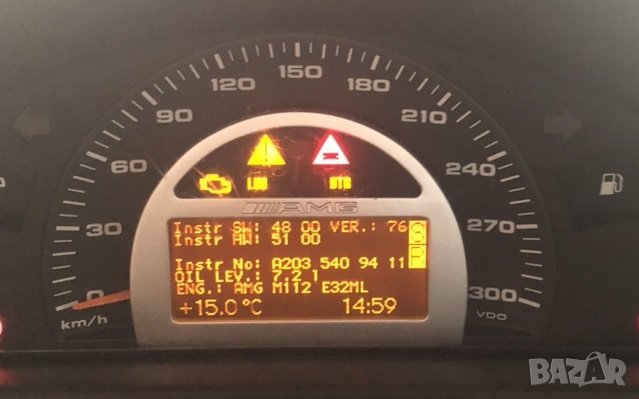 150
120 180
90 210
60 240
30 270
0 300
km/h VDO
LIM DTR
AMG
Instr SW: 48 00 VER.: 76
S
Instr HW: 51 00
Instr No: A203 540 94 11
R
OIL LEV.: 7.2 l
ENG.: AMG M112 E32ML
+15.0 °C 14:59
BAZAR